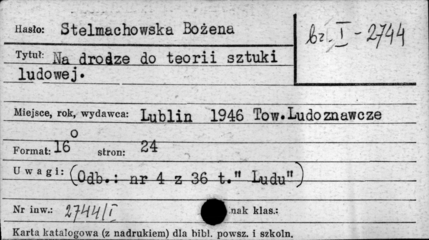 Hasło: Stelmachowska Bożena
bz. I - 2744
Tytuł: Na drodze do teorii sztuki
ludowej.
Miejsce, rok, wydawca: Lublin 1946 Tow.Ludoznawcze
Format: 16° stron: 24
Uwagi: (Odb.: nr 4 z 36 t." Ludu")
Nr inw.: 2744/I nak klas.:
Karta katalogowa (z nadrukiem) dla bibl. powsz. i szkoln.